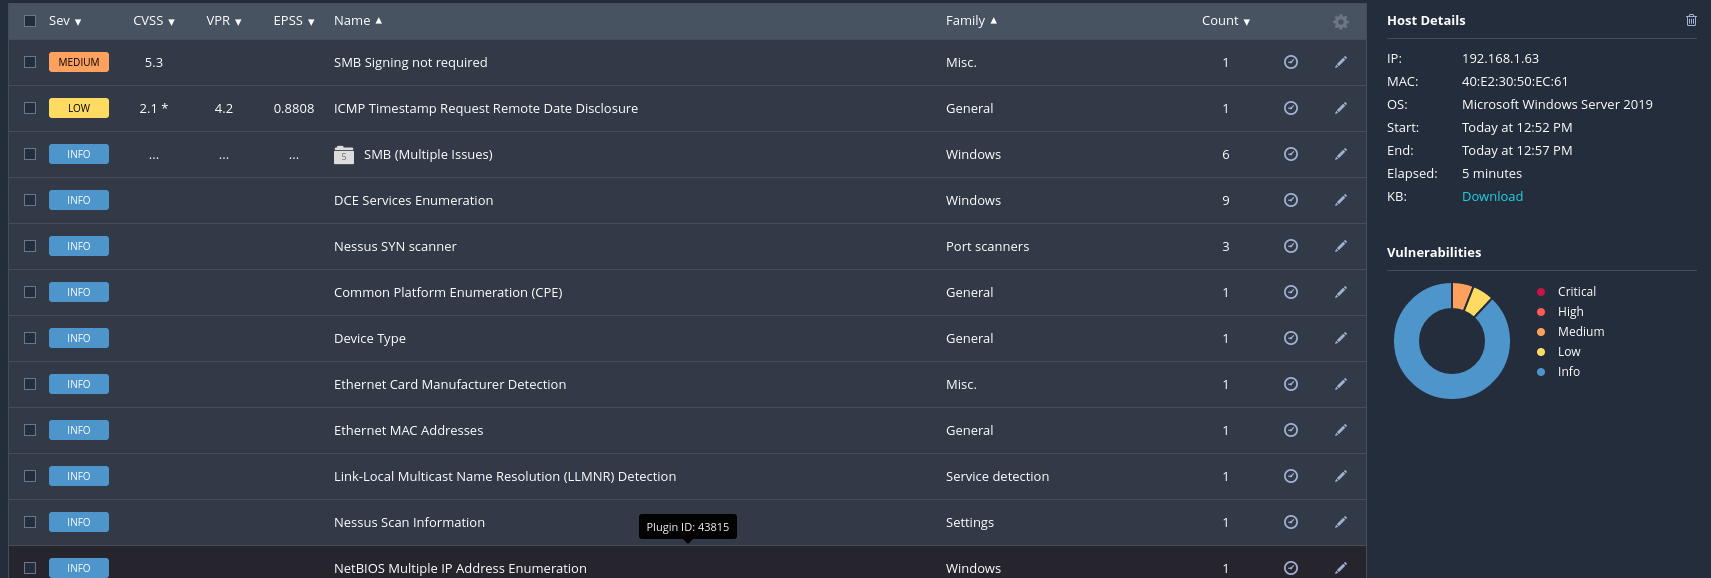 Sev ▼ CVSS ▼ VPR ▼ EPSS ▼ Name ▲ Family ▲ Count ▼
MEDIUM 5.3 SMB Signing not required Misc. 1
LOW 2.1 * 4.2 0.8808 ICMP Timestamp Request Remote Date Disclosure General 1
INFO ... ... ... 5 SMB (Multiple Issues) Windows 6
INFO DCE Services Enumeration Windows 9
INFO Nessus SYN scanner Port scanners 3
INFO Common Platform Enumeration (CPE) General 1
INFO Device Type General 1
INFO Ethernet Card Manufacturer Detection Misc. 1
INFO Ethernet MAC Addresses General 1
INFO Link-Local Multicast Name Resolution (LLMNR) Detection Service detection 1
INFO Nessus Scan Information Settings 1
Plugin ID: 43815
INFO NetBIOS Multiple IP Address Enumeration Windows 1
Host Details
IP: 192.168.1.63
MAC: 40:E2:30:50:EC:61
OS: Microsoft Windows Server 2019
Start: Today at 12:52 PM
End: Today at 12:57 PM
Elapsed: 5 minutes
KB: Download
Vulnerabilities
Critical
High
Medium
Low
Info